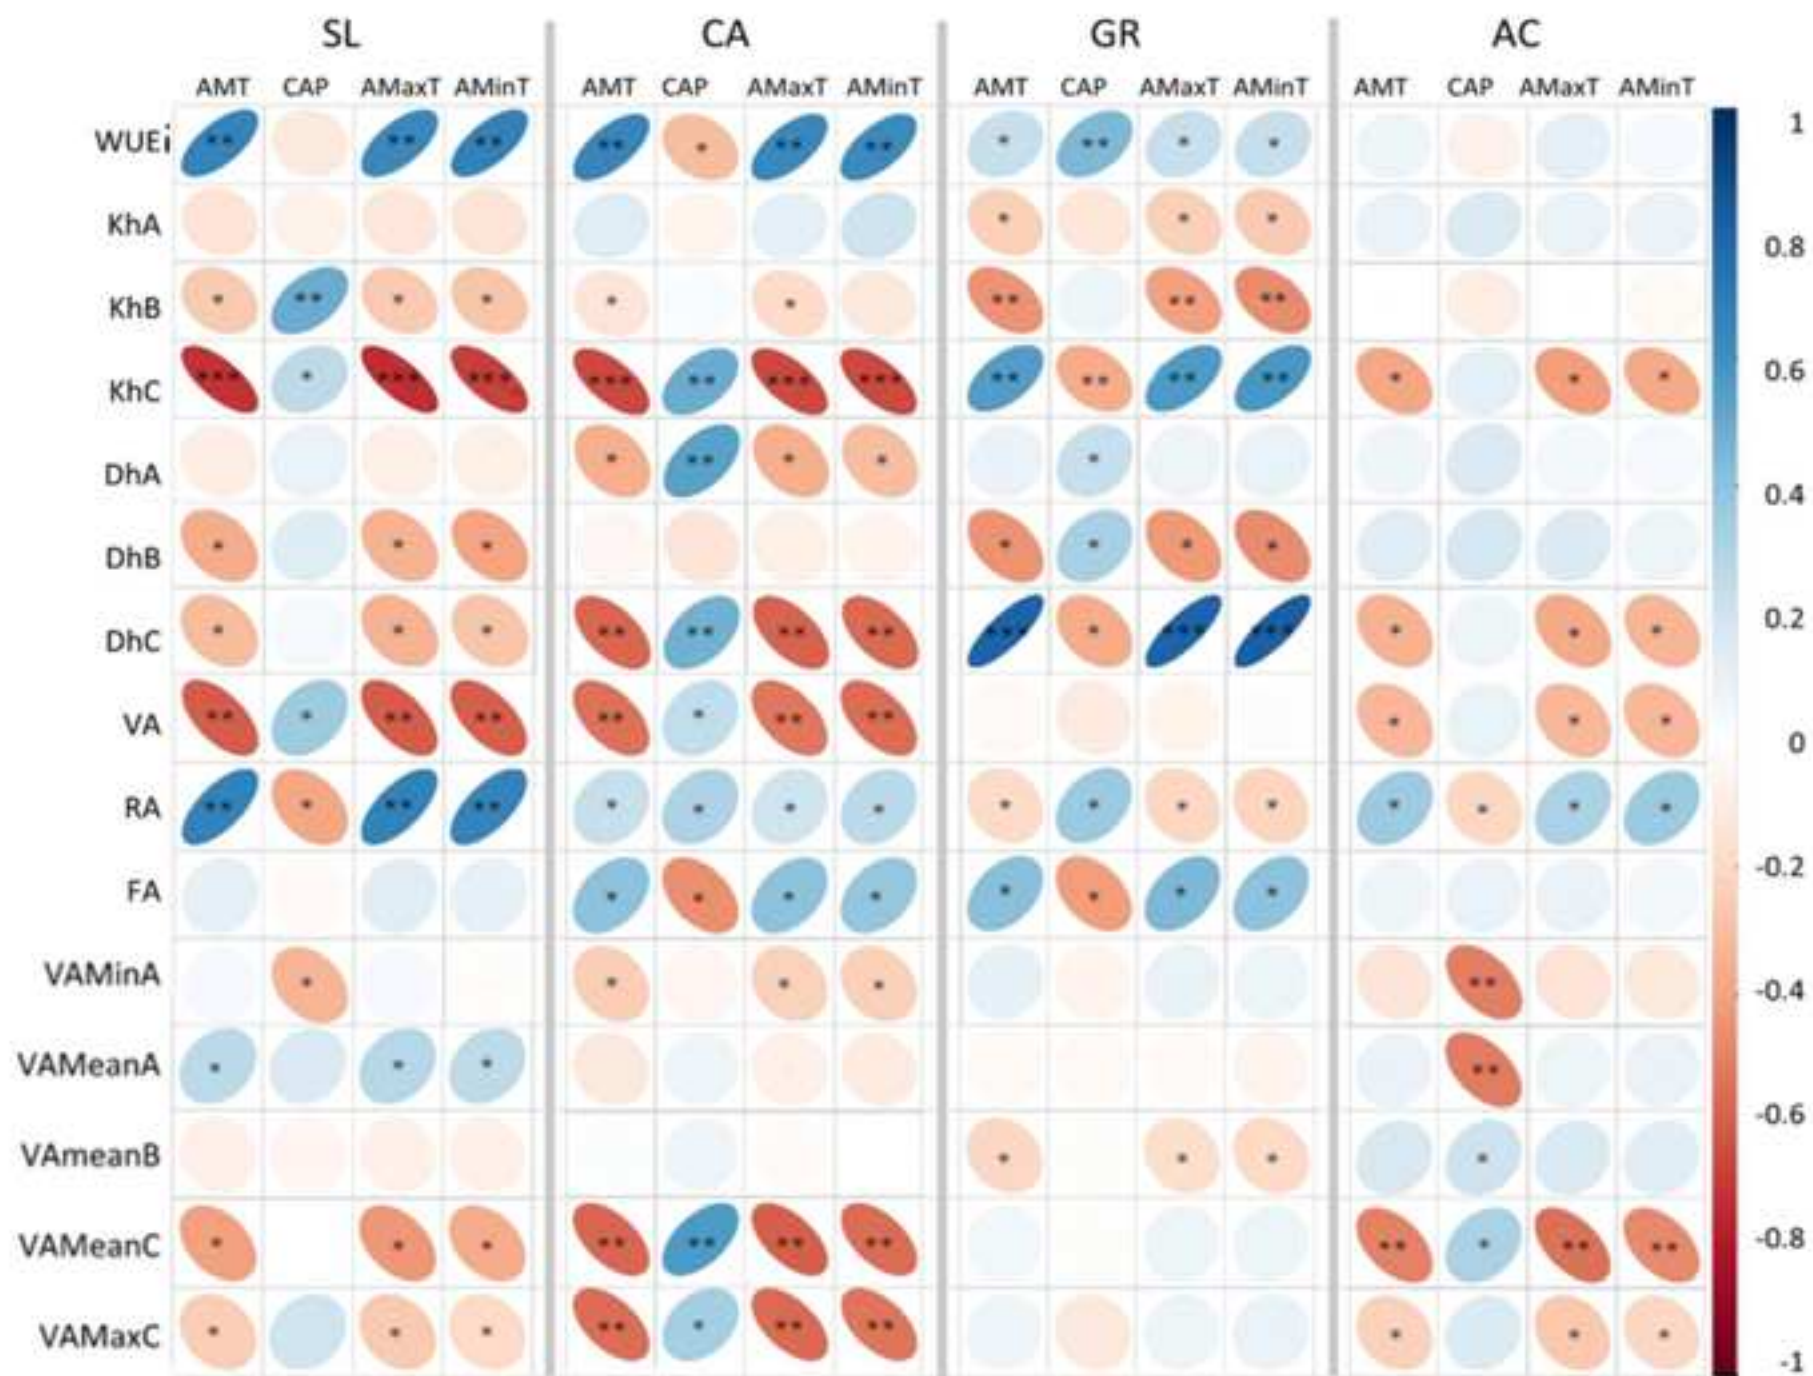 SL CA GR AC
AMT CAP AMaxT AMinT AMT CAP AMaxT AMinT AMT CAP AMaxT AMinT AMT CAP AMaxT AMinT
WUEi ** ** ** ** * ** ** * ** * * 1
KhA * * * 0.8
KhB * ** * * * * ** ** **
KhC *** * *** *** *** ** *** *** ** ** ** ** * * * 0.6
DhA * ** * * * 0.4
DhB * * * * * * *
DhC * * * ** ** ** ** *** * *** *** * * * 0.2
VA ** * ** ** ** * ** ** * * * 0
RA ** * ** ** * * * * * * * * * * * *
FA * * * * * * * * -0.2
VAMinA * * * * ** -0.4
VAMeanA * * * **
VAmeanB * * * * -0.6
VAMeanC * * * ** ** ** ** ** * ** ** -0.8
VAMaxC * * * ** * ** ** * * * -1